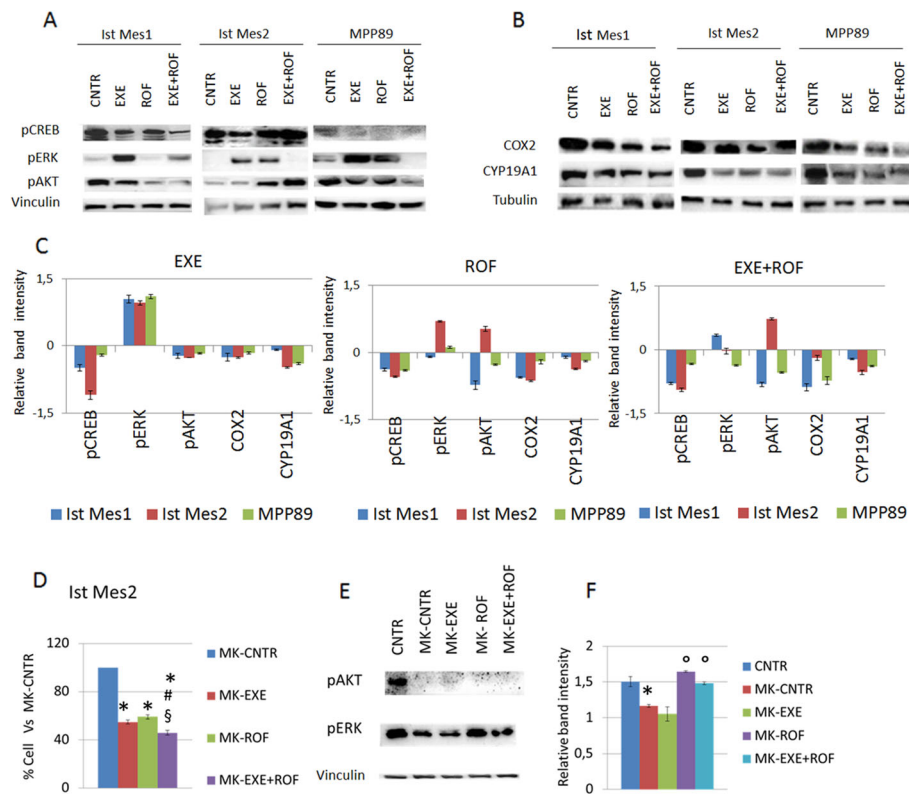 A
Ist Mes1 Ist Mes2 MPP89
CNTR EXE ROF EXE+ROF CNTR EXE ROF EXE+ROF CNTR EXE ROF EXE+ROF
pCREB
pERK
pAKT
Vinculin
B
Ist Mes1 Ist Mes2 MPP89
CNTR EXE ROF EXE+ROF CNTR EXE ROF EXE+ROF CNTR EXE ROF EXE+ROF
COX2
CYP19A1
Tubulin
C
EXE
Relative band intensity
1,5
0
-1,5
pCREB pERK pAKT COX2 CYP19A1
Ist Mes1 Ist Mes2 MPP89
ROF
Relative band intensity
1,5
0
-1,5
pCREB pERK pAKT COX2 CYP19A1
Ist Mes1 Ist Mes2 MPP89
EXE+ROF
Relative band intensity
1,5
0
-1,5
pCREB pERK pAKT COX2 CYP19A1
Ist Mes1 Ist Mes2 MPP89
D
Ist Mes2
% Cell Vs MK-CNTR
120
80
40
0
* * *
#
§
MK-CNTR
MK-EXE
MK-ROF
MK-EXE+ROF
E
CNTR MK-CNTR MK-EXE MK- ROF MK-EXE+ROF
pAKT
pERK
Vinculin
F
Relative band intensity
2
1,5
1
0,5
0
* ° °
CNTR
MK-CNTR
MK-EXE
MK-ROF
MK-EXE+ROF